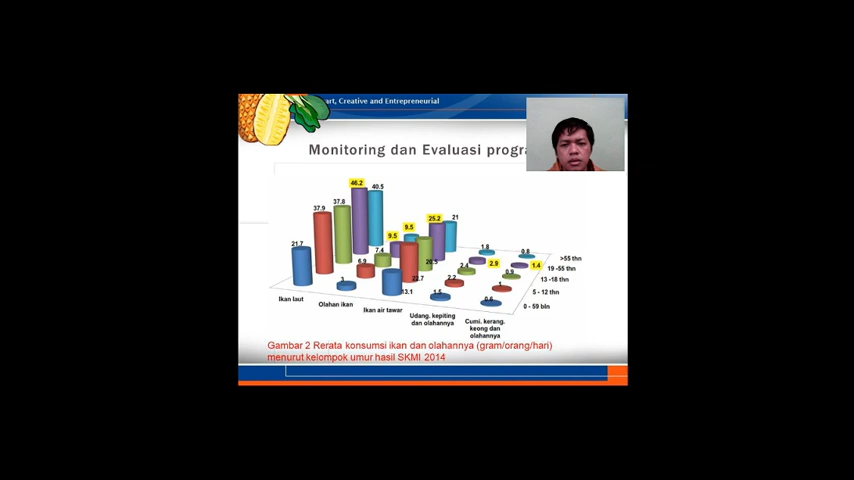 art, Creative and Entrepreneurial
Monitoring dan Evaluasi progra
46.2
40.5
37.9
37.8
21.7
9.5
9.5
25.2
21
7.4
6.9
3
20.5
22.7
13.1
1.8
0.8
2.9
1.4
2.4
0.9
2.2
1
1.5
0.6
>55 thn
19 -55 thn
13 -18 thn
5 - 12 thn
0 - 59 bln
Ikan laut
Olahan ikan
Ikan air tawar
Udang. kepiting
dan olahannya
Cumi. kerang.
keong dan
olahannya
Gambar 2 Rerata konsumsi ikan dan olahannya (gram/orang/hari)
menurut kelompok umur hasil SKMI 2014